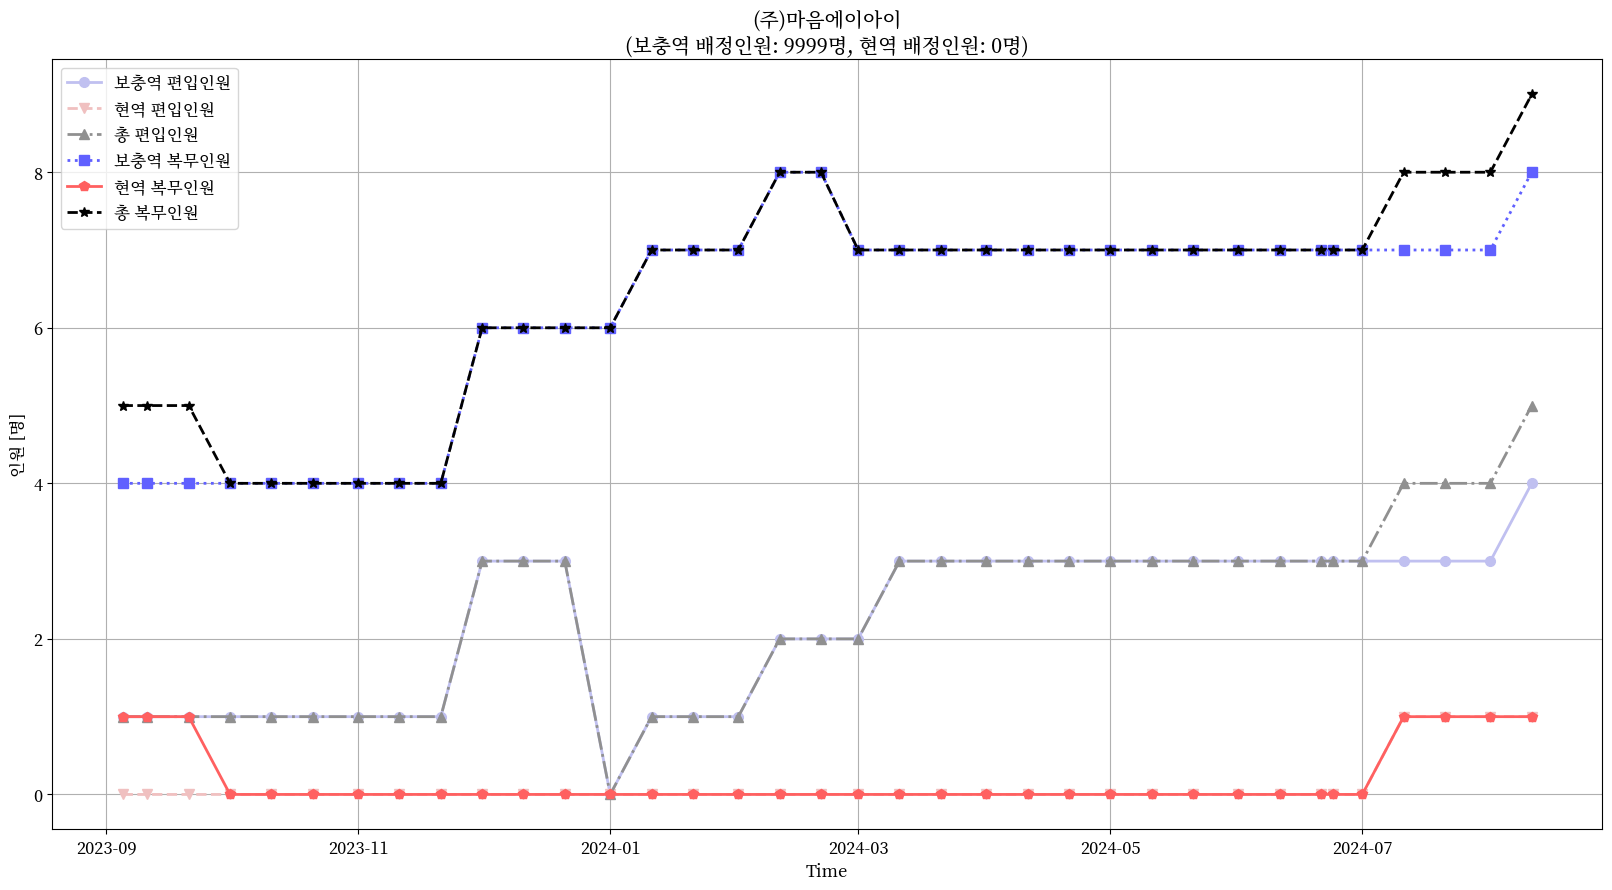 (주)마음에이아이
(보충역 배정인원: 9999명, 현역 배정인원: 0명)
보충역 편입인원
현역 편입인원
총 편입인원
보충역 복무인원
현역 복무인원
총 복무인원
8
6
4
2
0
인원 [명]
2023-09
2023-11
2024-01
2024-03
2024-05
2024-07
Time